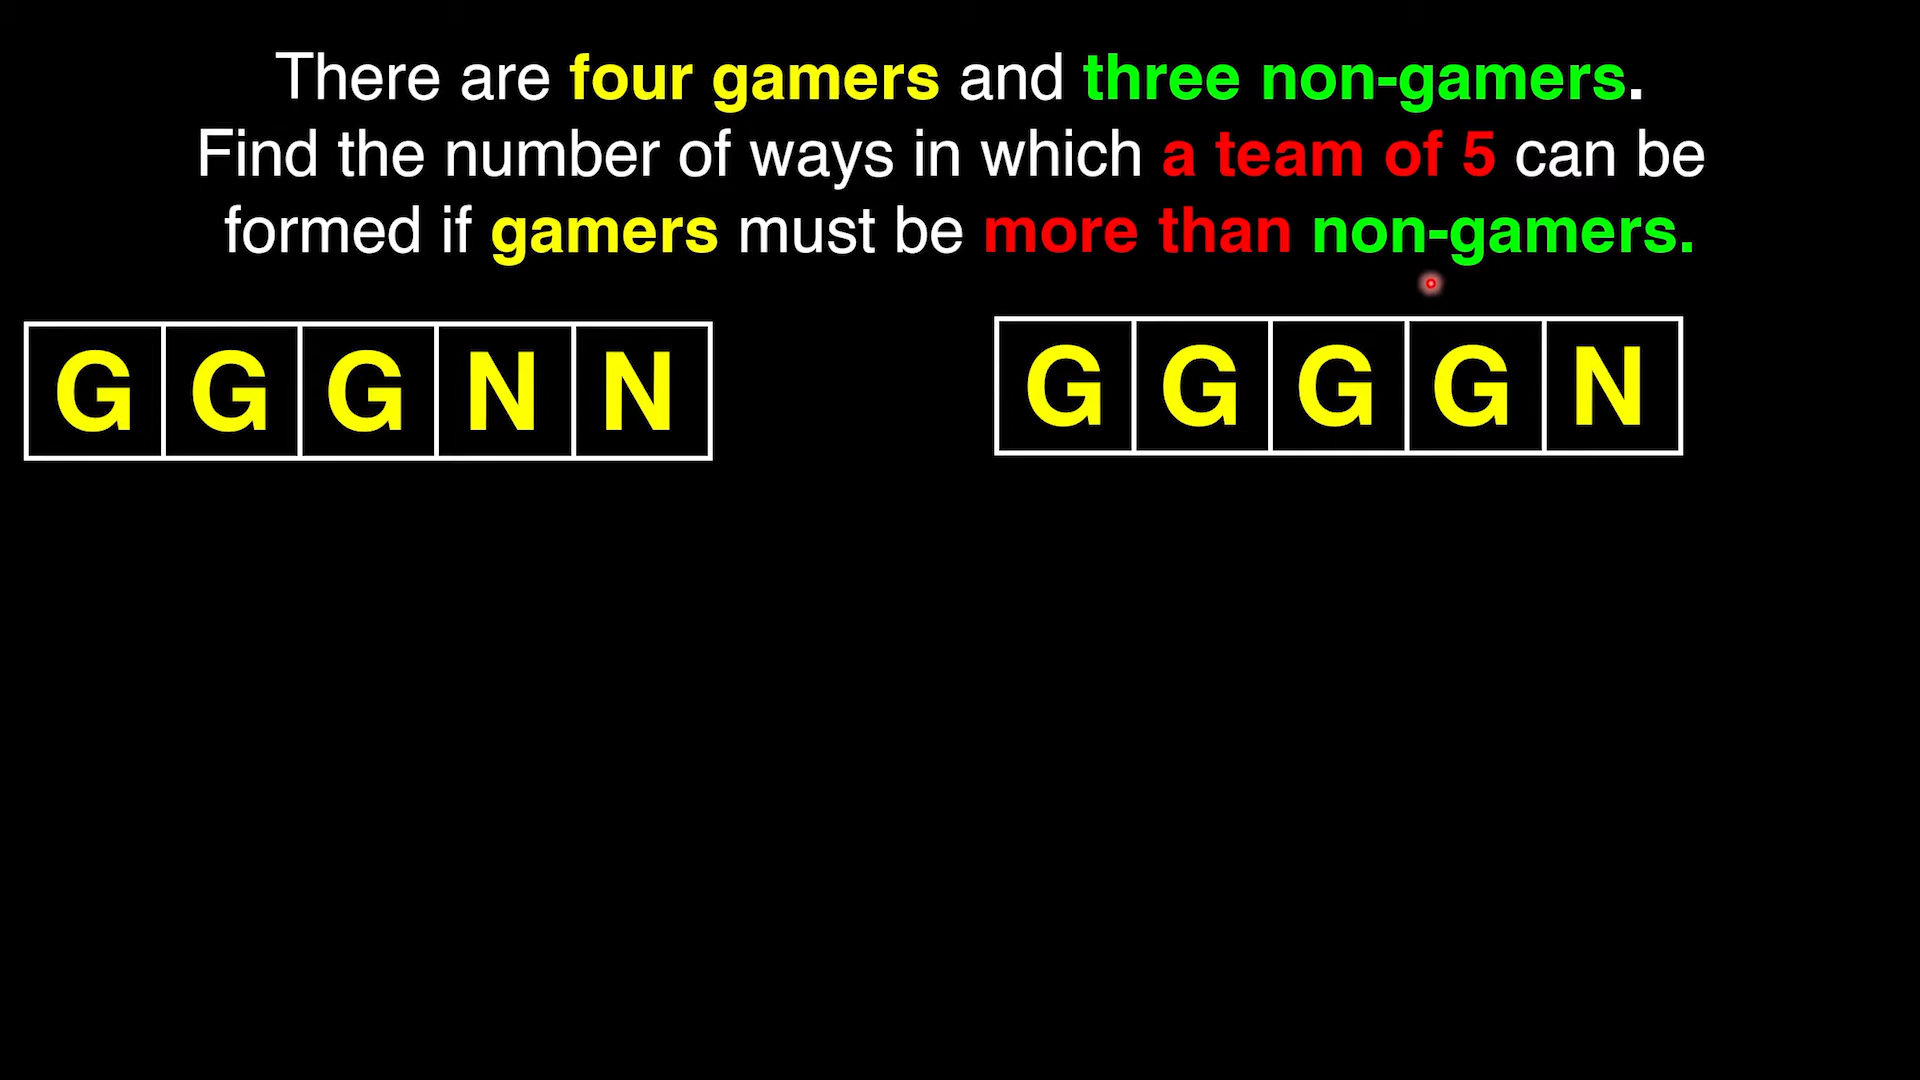 There are four gamers and three non-gamers.
Find the number of ways in which a team of 5 can be
formed if gamers must be more than non-gamers.
G G G N N
G G G G N